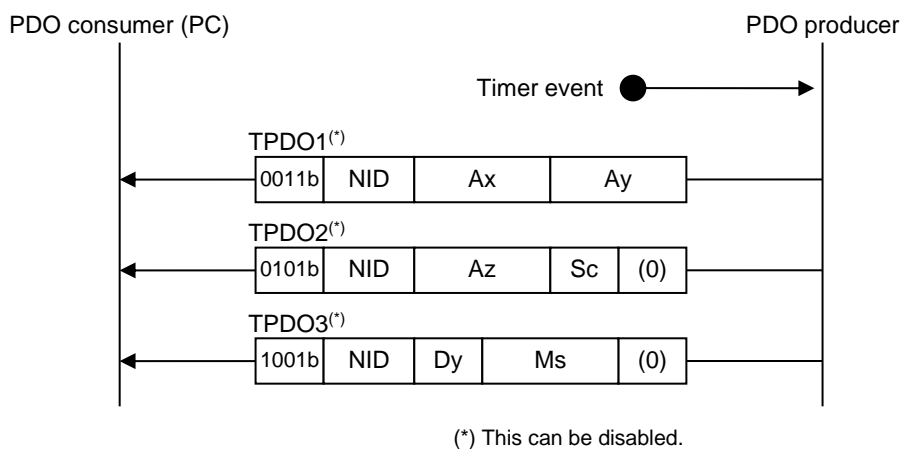 PDO consumer (PC) PDO producer
Timer event
TPDO1(*)
0011b NID Ax Ay
TPDO2(*)
0101b NID Az Sc (0)
TPDO3(*)
1001b NID Dy Ms (0)
(*) This can be disabled.